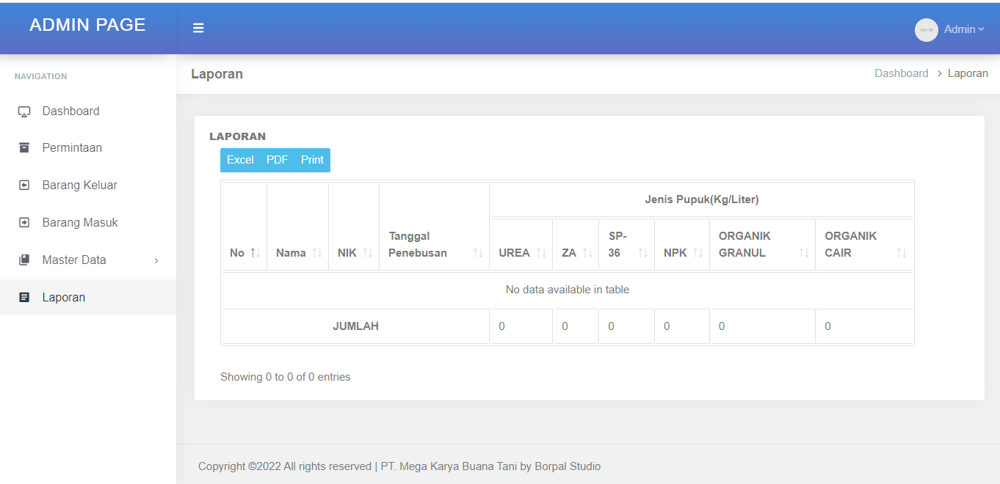 ADMIN PAGE
Admin
NAVIGATION
Laporan
Dashboard > Laporan
Dashboard
Permintaan
Barang Keluar
Barang Masuk
Master Data
Laporan
LAPORAN
Excel PDF Print
Jenis Pupuk(Kg/Liter)
No Nama NIK Tanggal Penebusan UREA ZA SP-36 NPK ORGANIK GRANUL ORGANIK CAIR
No data available in table
JUMLAH 0 0 0 0 0 0
Showing 0 to 0 of 0 entries
Copyright ©2022 All rights reserved | PT. Mega Karya Buana Tani by Borpal Studio